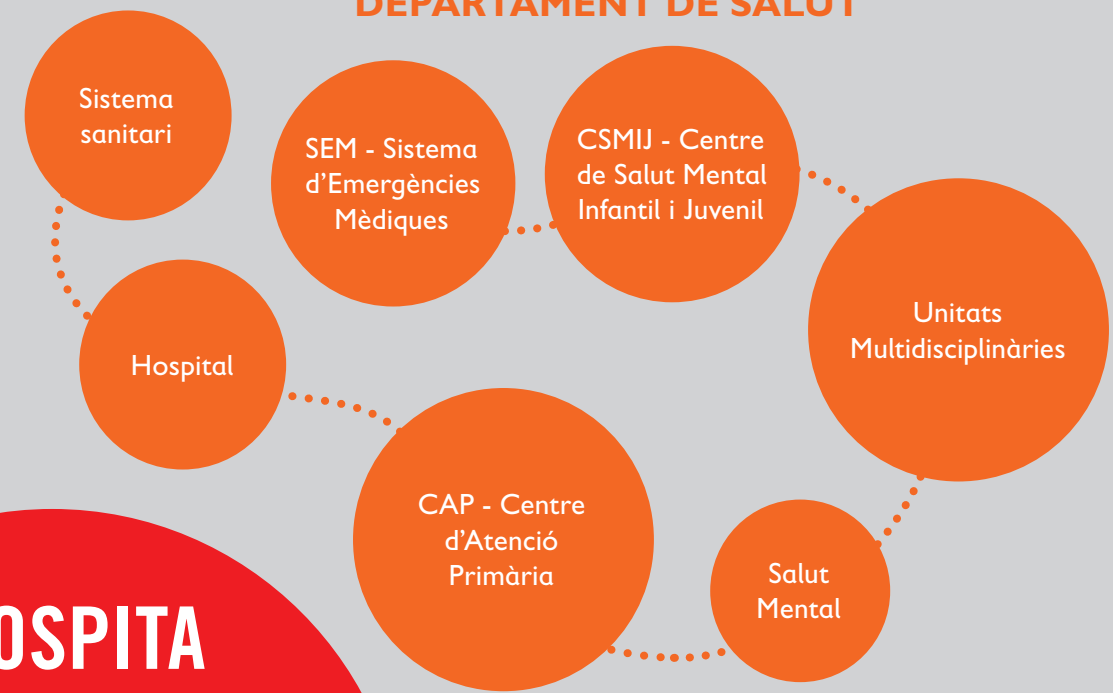 DEPARTAMENT DE SALUT
Sistema
sanitari
SEM - Sistema
d'Emergències
Mèdiques
CSMIJ - Centre
de Salut Mental
Infantil i Juvenil
Unitats
Multidisciplinàries
Hospital
CAP - Centre
d'Atenció
Primària
Salut
Mental
OSPITA